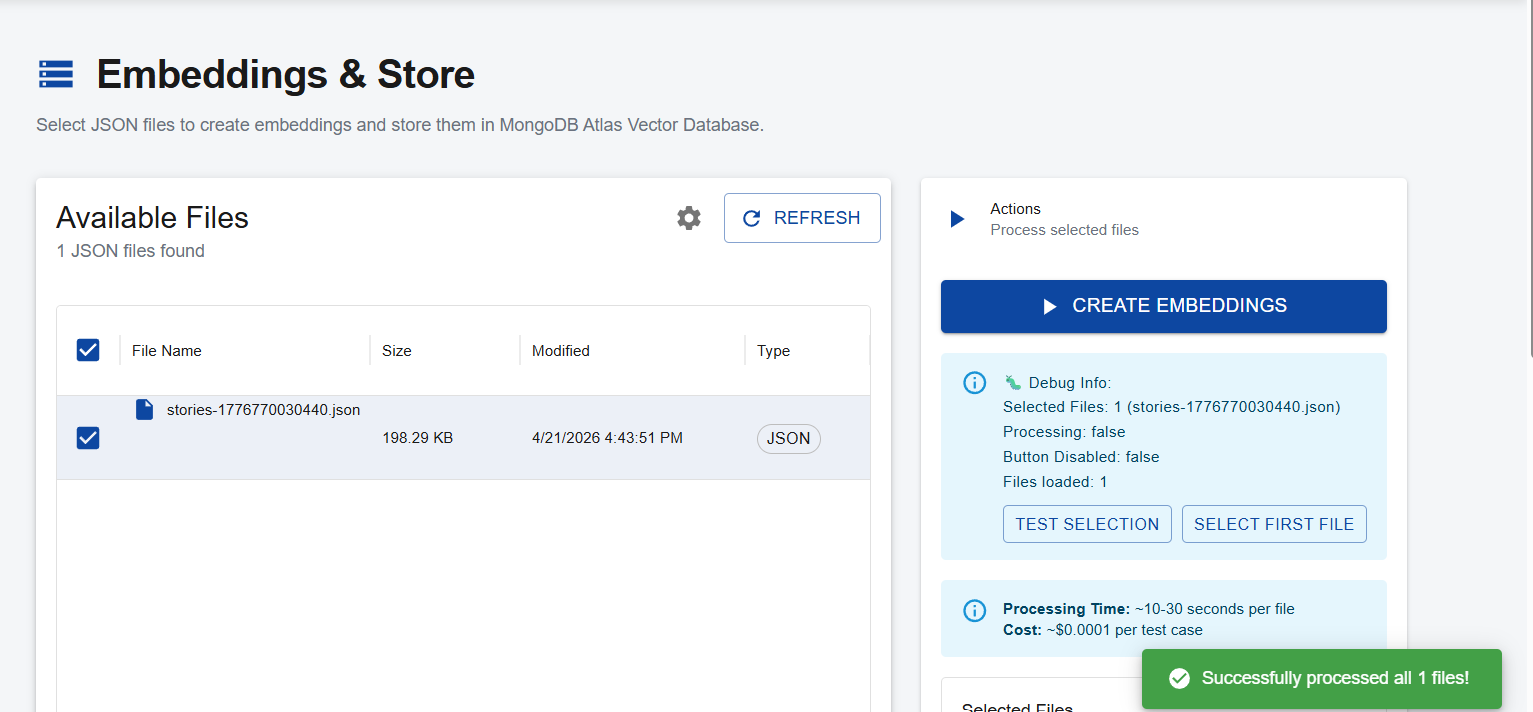 Embeddings & Store
Select JSON files to create embeddings and store them in MongoDB Atlas Vector Database.
Available Files
1 JSON files found
REFRESH
File Name Size Modified Type
stories-1776770030440.json 198.29 KB 4/21/2026 4:43:51 PM JSON
Actions
Process selected files
CREATE EMBEDDINGS
🐛 Debug Info:
Selected Files: 1 (stories-1776770030440.json)
Processing: false
Button Disabled: false
Files loaded: 1
TEST SELECTION SELECT FIRST FILE
Processing Time: ~10-30 seconds per file
Cost: ~$0.0001 per test case
Selected Files
Successfully processed all 1 files!